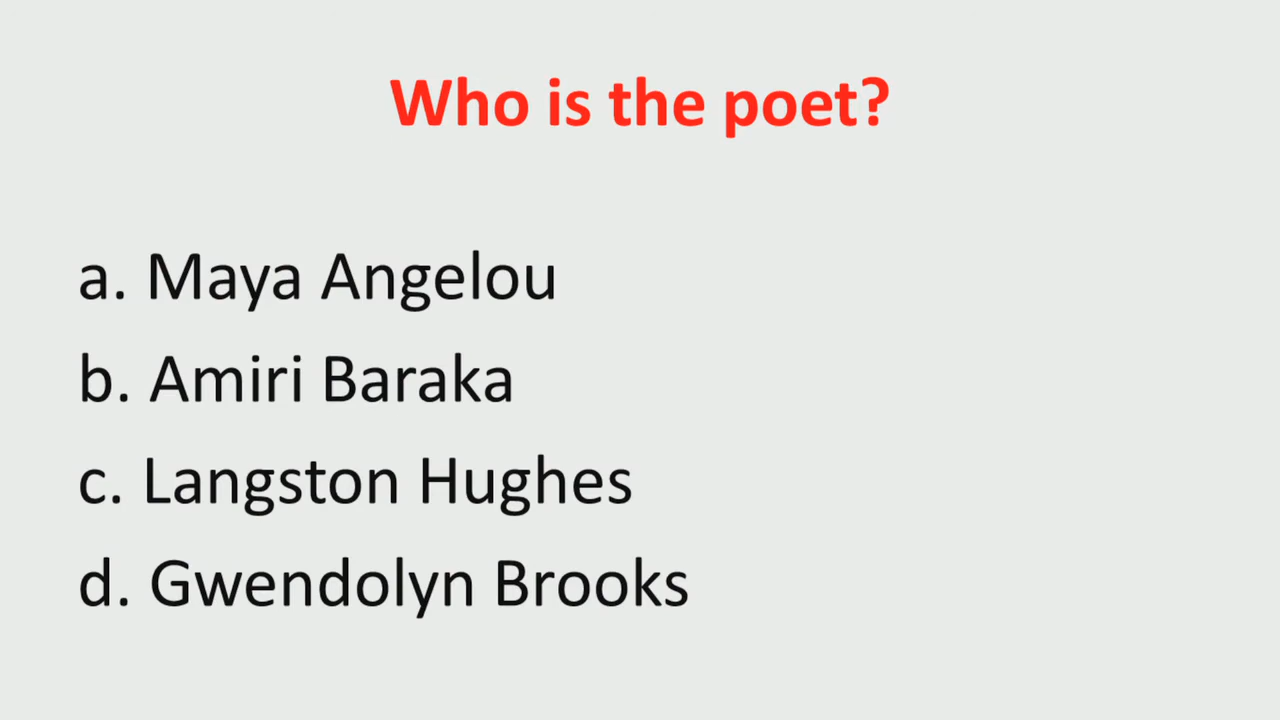 Who is the poet?
a. Maya Angelou
b. Amiri Baraka
c. Langston Hughes
d. Gwendolyn Brooks